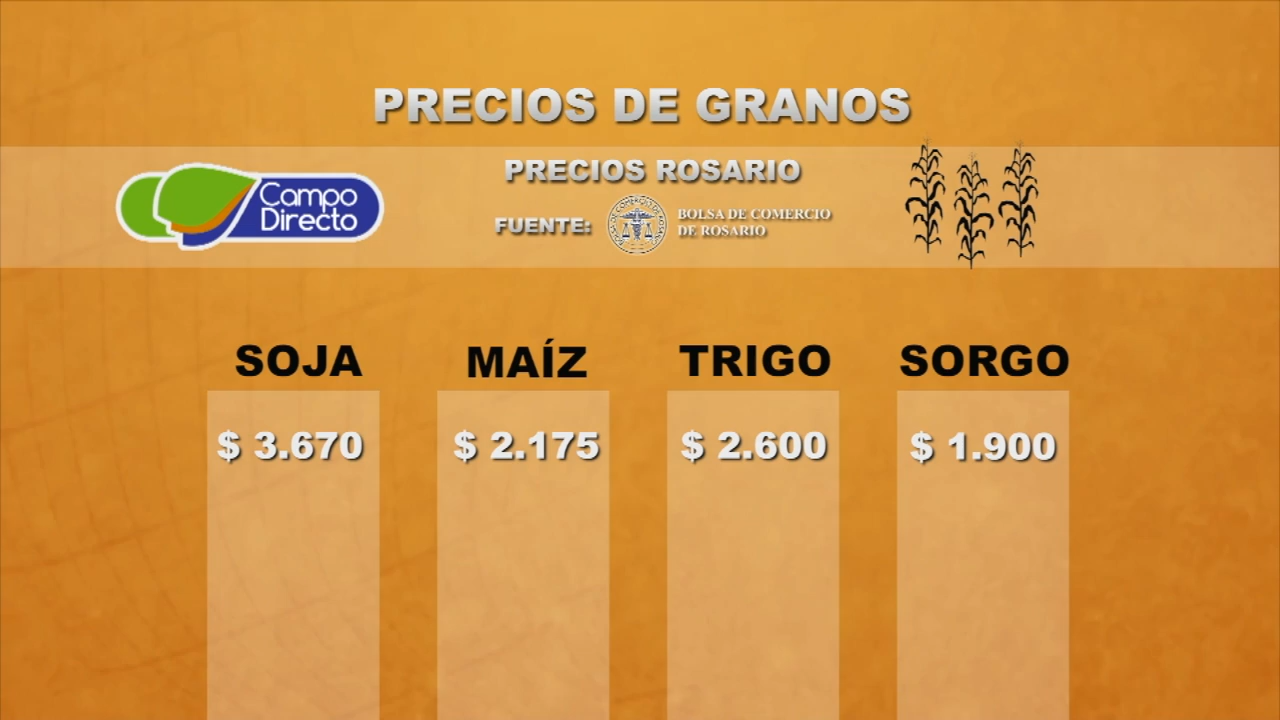 PRECIOS DE GRANOS
Campo
Directo
PRECIOS ROSARIO
FUENTE:
BOLSA DE COMERCIO
DE ROSARIO
SOJA
MAÍZ
TRIGO
SORGO
$ 3.670
$ 2.175
$ 2.600
$ 1.900